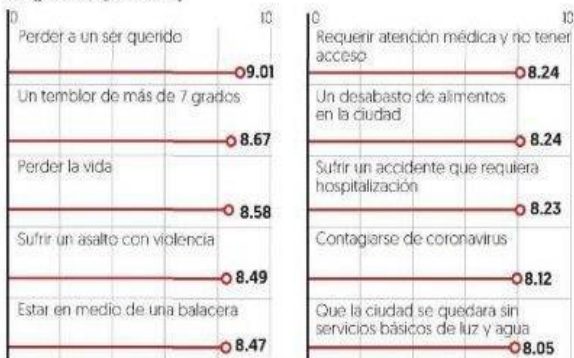 0 10
Perder a un ser querido
9.01
Un temblor de más de 7 grados
8.67
Perder la vida
8.58
Sufrir un asalto con violencia
8.49
Estar en medio de una balacera
8.47
0 10
Requerir atención médica y no tener
acceso
8.24
Un desabasto de alimentos
en la ciudad
8.24
Sufrir un accidente que requiera
hospitalización
8.23
Contagiarse de coronavirus
8.12
Que la ciudad se quedara sin
servicios básicos de luz y agua
8.05